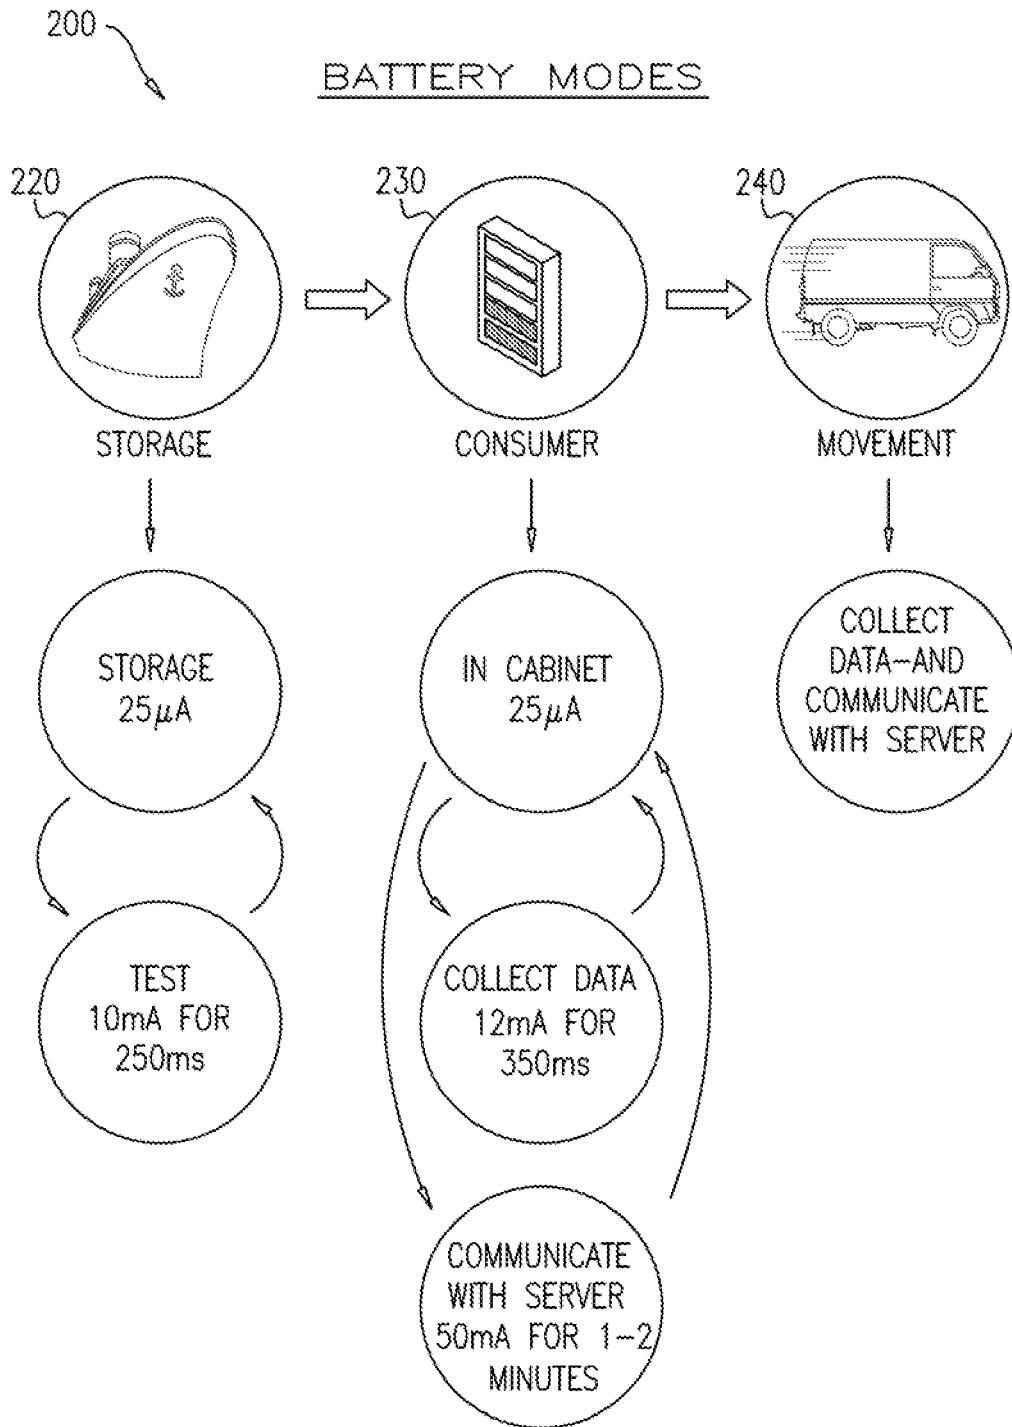 200
BATTERY MODES
220
230
240
STORAGE
CONSUMER
MOVEMENT
STORAGE
25μA
IN CABINET
25μA
COLLECT
DATA-AND
COMMUNICATE
WITH SERVER
TEST
10mA FOR
250ms
COLLECT DATA
12mA FOR
350ms
COMMUNICATE
WITH SERVER
50mA FOR 1-2
MINUTES